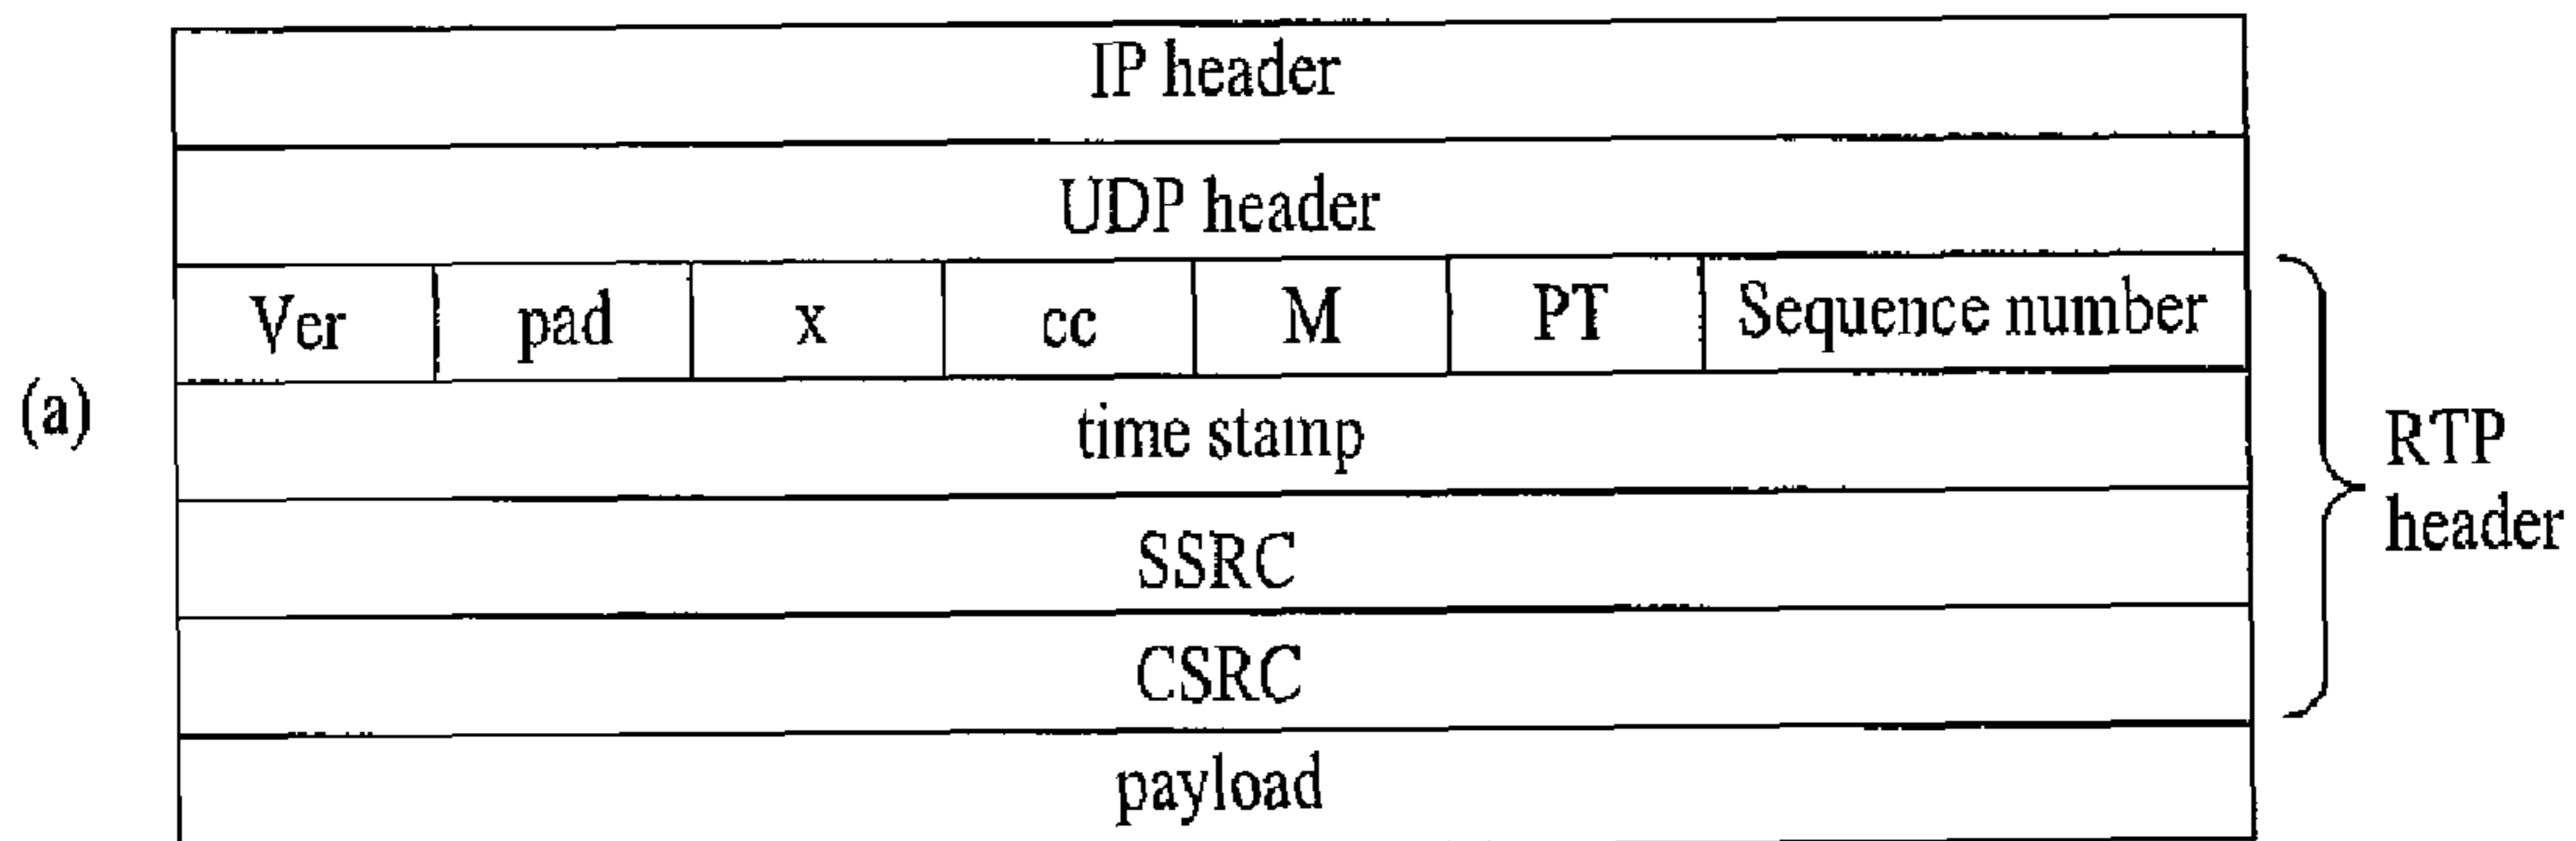 IP header
UDP header
Ver pad x cc M PT Sequence number
(a)
time stamp
RTP
header
SSRC
CSRC
payload